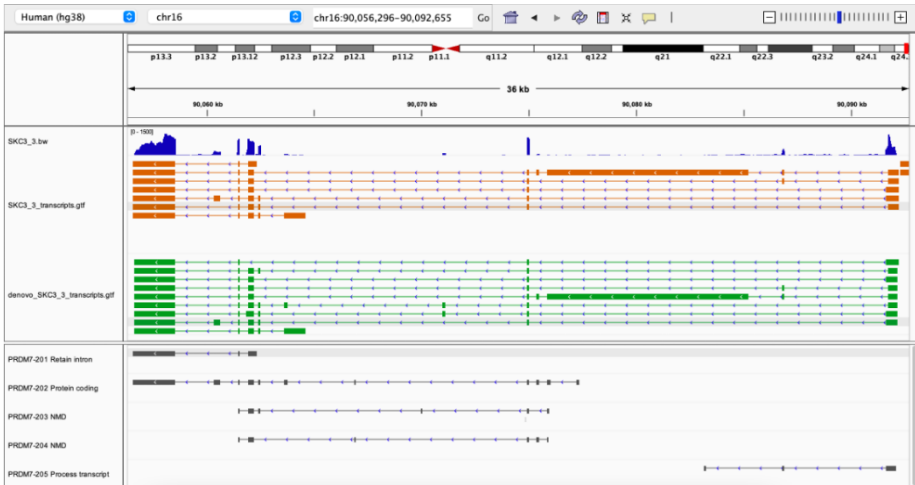 Human (hg38) chr16 chr16:90,056,296-90,092,655 Go
p13.3 p13.2 p13.12 p12.3 p12.2 p12.1 p11.2 p11.1 q11.2 q12.1 q12.2 q21 q22.1 q22.3 q23.2 q24.1 q24.
36 kb
90,060 kb 90,070 kb 90,080 kb 90,090 kb
[0 - 1500]
SKC3_3.bw
SKC3_3_transcripts.gtf
denovo_SKC3_3_transcripts.gtf
PRDM7-201 Retain intron
PRDM7-202 Protein coding
PRDM7-203 NMD
PRDM7-204 NMD
PRDM7-205 Process transcript